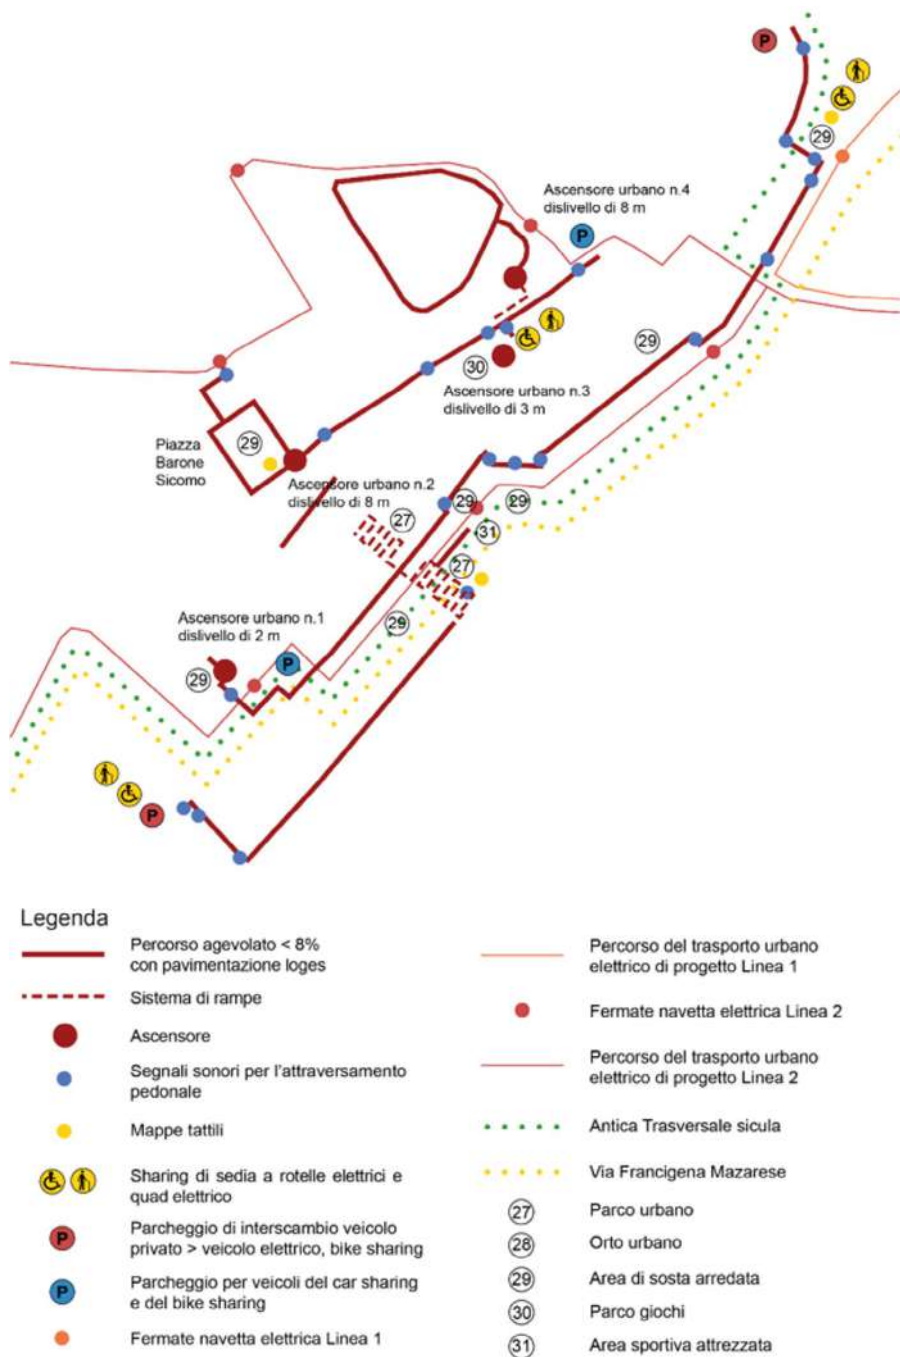 P
29
Ascensore urbano n.4
dislivello di 8 m
P
29
30
Ascensore urbano n.3
dislivello di 3 m
Piazza
Barone
Sicomo
29
Ascensore urbano n.2
dislivello di 8 m
27
29
29
31
27
29
Ascensore urbano n.1
dislivello di 2 m
P
29
P
Legenda
Percorso agevolato < 8%
con pavimentazione loges
Sistema di rampe
Ascensore
Segnali sonori per l'attraversamento
pedonale
Mappe tattili
Sharing di sedia a rotelle elettrici e
quad elettrico
P
Parcheggio di interscambio veicolo
privato > veicolo elettrico, bike sharing
P
Parcheggio per veicoli del car sharing
e del bike sharing
Fermate navetta elettrica Linea 1
Percorso del trasporto urbano
elettrico di progetto Linea 1
Fermate navetta elettrica Linea 2
Percorso del trasporto urbano
elettrico di progetto Linea 2
Antica Trasversale sicula
Via Francigena Mazarese
27 Parco urbano
28 Orto urbano
29 Area di sosta arredata
30 Parco giochi
31 Area sportiva attrezzata